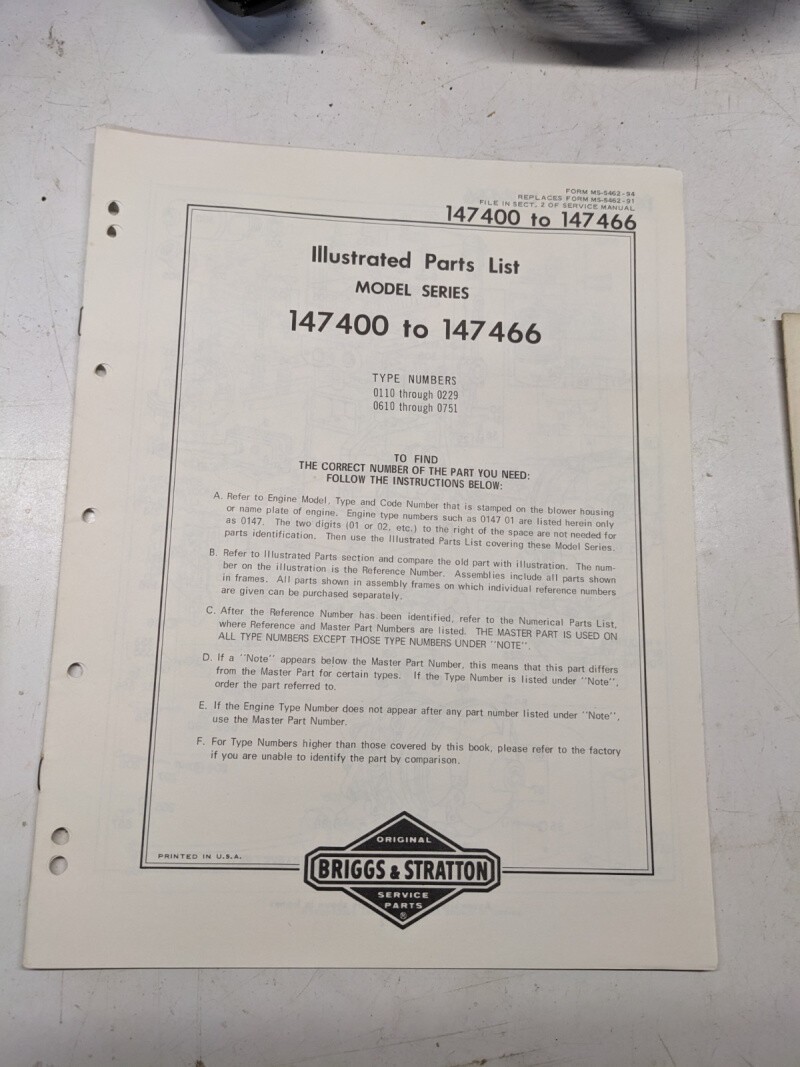 FORM MS-5462-94
REPLACES FORM MS-5462-91
FILE IN SECT. 2 OF SERVICE MANUAL
147400 to 147466
Illustrated Parts List
MODEL SERIES
147400 to 147466
TYPE NUMBERS
0110 through 0229
0610 through 0751
TO FIND
THE CORRECT NUMBER OF THE PART YOU NEED:
FOLLOW THE INSTRUCTIONS BELOW:
A. Refer to Engine Model, Type and Code Number that is stamped on the blower housing
or name plate of engine. Engine type numbers such as 0147 01 are listed herein only
as 0147. The two digits (01 or 02, etc.) to the right of the space are not needed for
parts identification. Then use the Illustrated Parts List covering these Model Series.
B. Refer to Illustrated Parts section and compare the old part with illustration. The num-
ber on the illustration is the Reference Number. Assemblies include all parts shown
in frames. All parts shown in assembly frames on which individual reference numbers
are given can be purchased separately.
C. After the Reference Number has been identified, refer to the Numerical Parts List,
where Reference and Master Part Numbers are listed. THE MASTER PART IS USED ON
ALL TYPE NUMBERS EXCEPT THOSE TYPE NUMBERS UNDER "NOTE".
D. If a "Note" appears below the Master Part Number, this means that this part differs
from the Master Part for certain types. If the Type Number is listed under "Note",
order the part referred to.
E. If the Engine Type Number does not appear after any part number listed under "Note",
use the Master Part Number.
F. For Type Numbers higher than those covered by this book, please refer to the factory
if you are unable to identify the part by comparison.
PRINTED IN U.S.A.
ORIGINAL
BRIGGS & STRATTON
SERVICE
PARTS
®